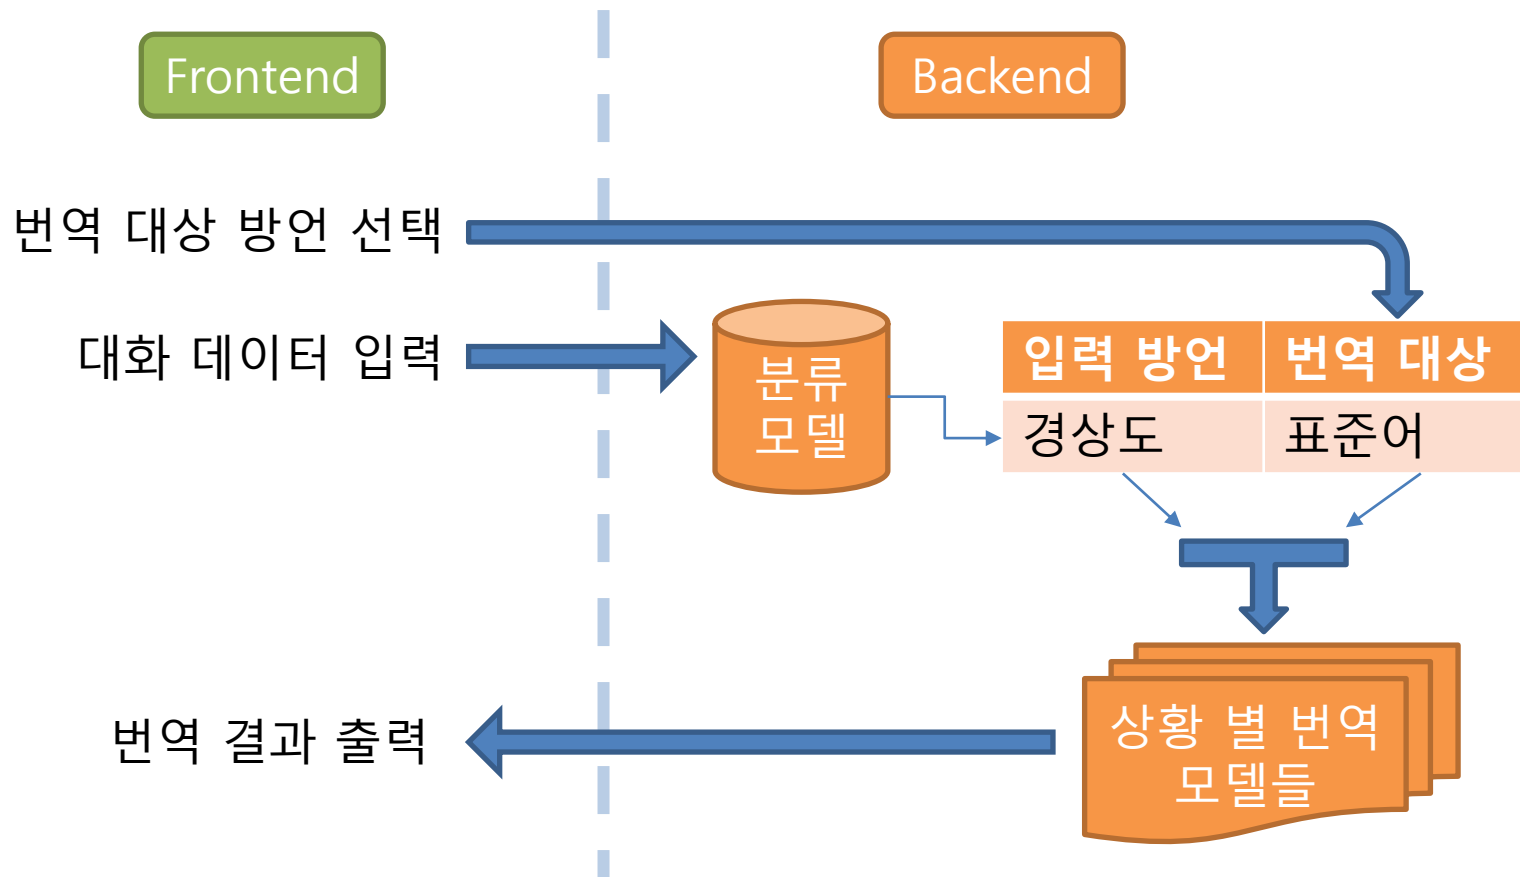 Frontend
Backend
번역 대상 방언 선택
대화 데이터 입력
분류
모델
입력 방언
번역 대상
경상도
표준어
상황 별 번역
모델들
번역 결과 출력